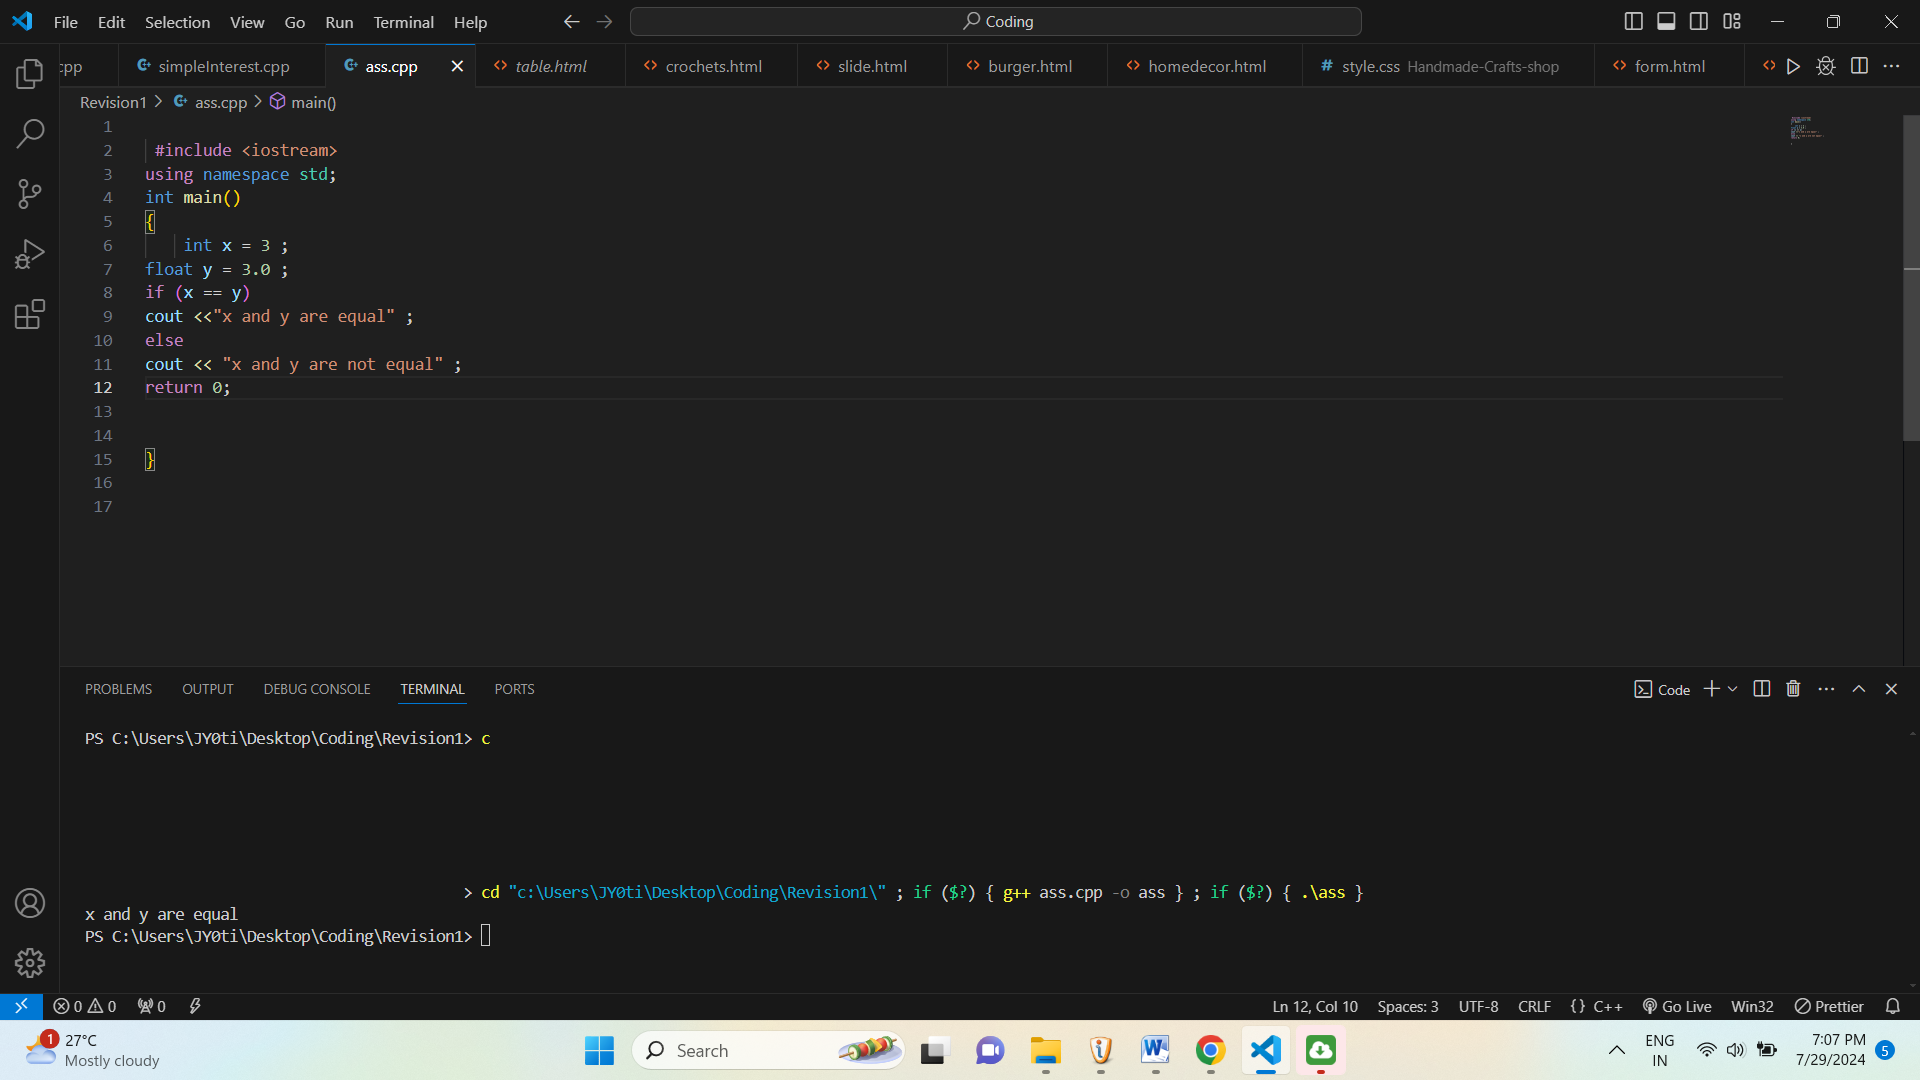 File Edit Selection View Go Run Terminal Help
Coding
cpp simpleInterest.cpp ass.cpp table.html crochets.html slide.html burger.html homedecor.html # style.css Handmade-Crafts-shop form.html
Revision1 > ass.cpp > main()
1
2 #include <iostream>
3 using namespace std;
4 int main()
5 {
6 int x = 3 ;
7 float y = 3.0 ;
8 if (x == y)
9 cout <<"x and y are equal" ;
10 else
11 cout << "x and y are not equal" ;
12 return 0;
13
14
15 }
16
17
PROBLEMS OUTPUT DEBUG CONSOLE TERMINAL PORTS
Code
PS C:\Users\JY0ti\Desktop\Coding\Revision1> c
> cd "c:\Users\JY0ti\Desktop\Coding\Revision1\" ; if ($?) { g++ ass.cpp -o ass } ; if ($?) { .\ass }
x and y are equal
PS C:\Users\JY0ti\Desktop\Coding\Revision1>
0 0 0 Ln 12, Col 10 Spaces: 3 UTF-8 CRLF {} C++ Go Live Win32 Prettier
1 27°C
Mostly cloudy
Search
W
ENG
IN
7:07 PM
7/29/2024
5